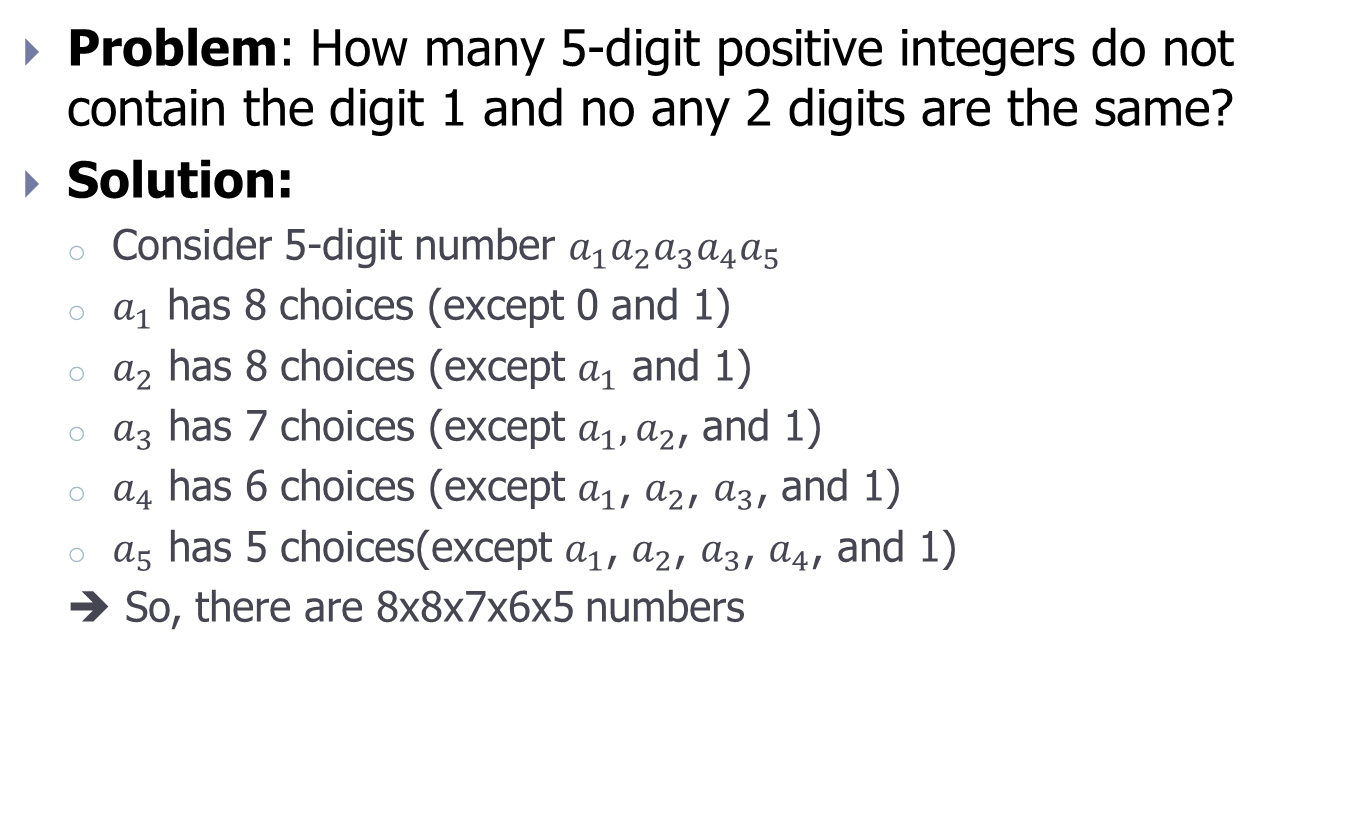 Problem: How many 5-digit positive integers do not
contain the digit 1 and no any 2 digits are the same?
Solution:
Consider 5-digit number a₁a₂a₃a₄a₅
a₁ has 8 choices (except 0 and 1)
a₂ has 8 choices (except a₁ and 1)
a₃ has 7 choices (except a₁, a₂, and 1)
a₄ has 6 choices (except a₁, a₂, a₃, and 1)
a₅ has 5 choices(except a₁, a₂, a₃, a₄, and 1)
➔ So, there are 8x8x7x6x5 numbers